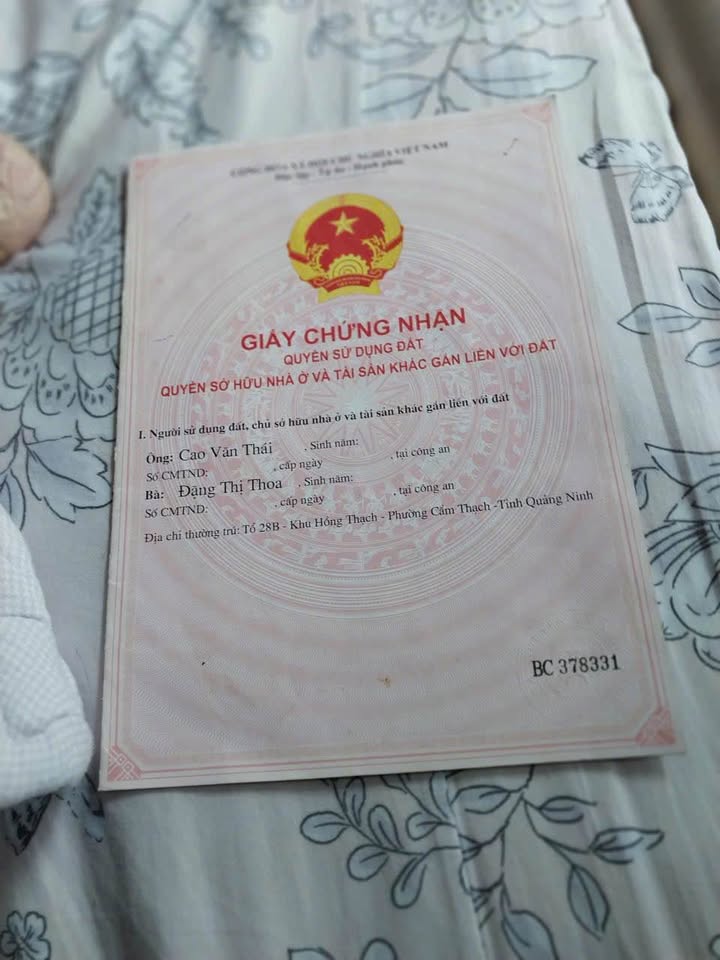 CỘNG HÒA XÃ HỘI CHỦ NGHĨA VIỆT NAM
Độc lập - Tự do - Hạnh phúc
GIẤY CHỨNG NHẬN
QUYỀN SỬ DỤNG ĐẤT
QUYỀN SỞ HỮU NHÀ Ở VÀ TÀI SẢN KHÁC GẮN LIỀN VỚI ĐẤT
I. Người sử dụng đất, chủ sở hữu nhà ở và tài sản khác gắn liền với đất
Ông: Cao Văn Thái , Sinh năm:
Số CMTND: , cấp ngày , tại công an
Bà: Đặng Thị Thoa , Sinh năm:
Số CMTND: , cấp ngày , tại công an
Địa chỉ thường trú: Tổ 28B - Khu Hồng Thạch - Phường Cẩm Thạch -Tỉnh Quảng Ninh
BC 378331